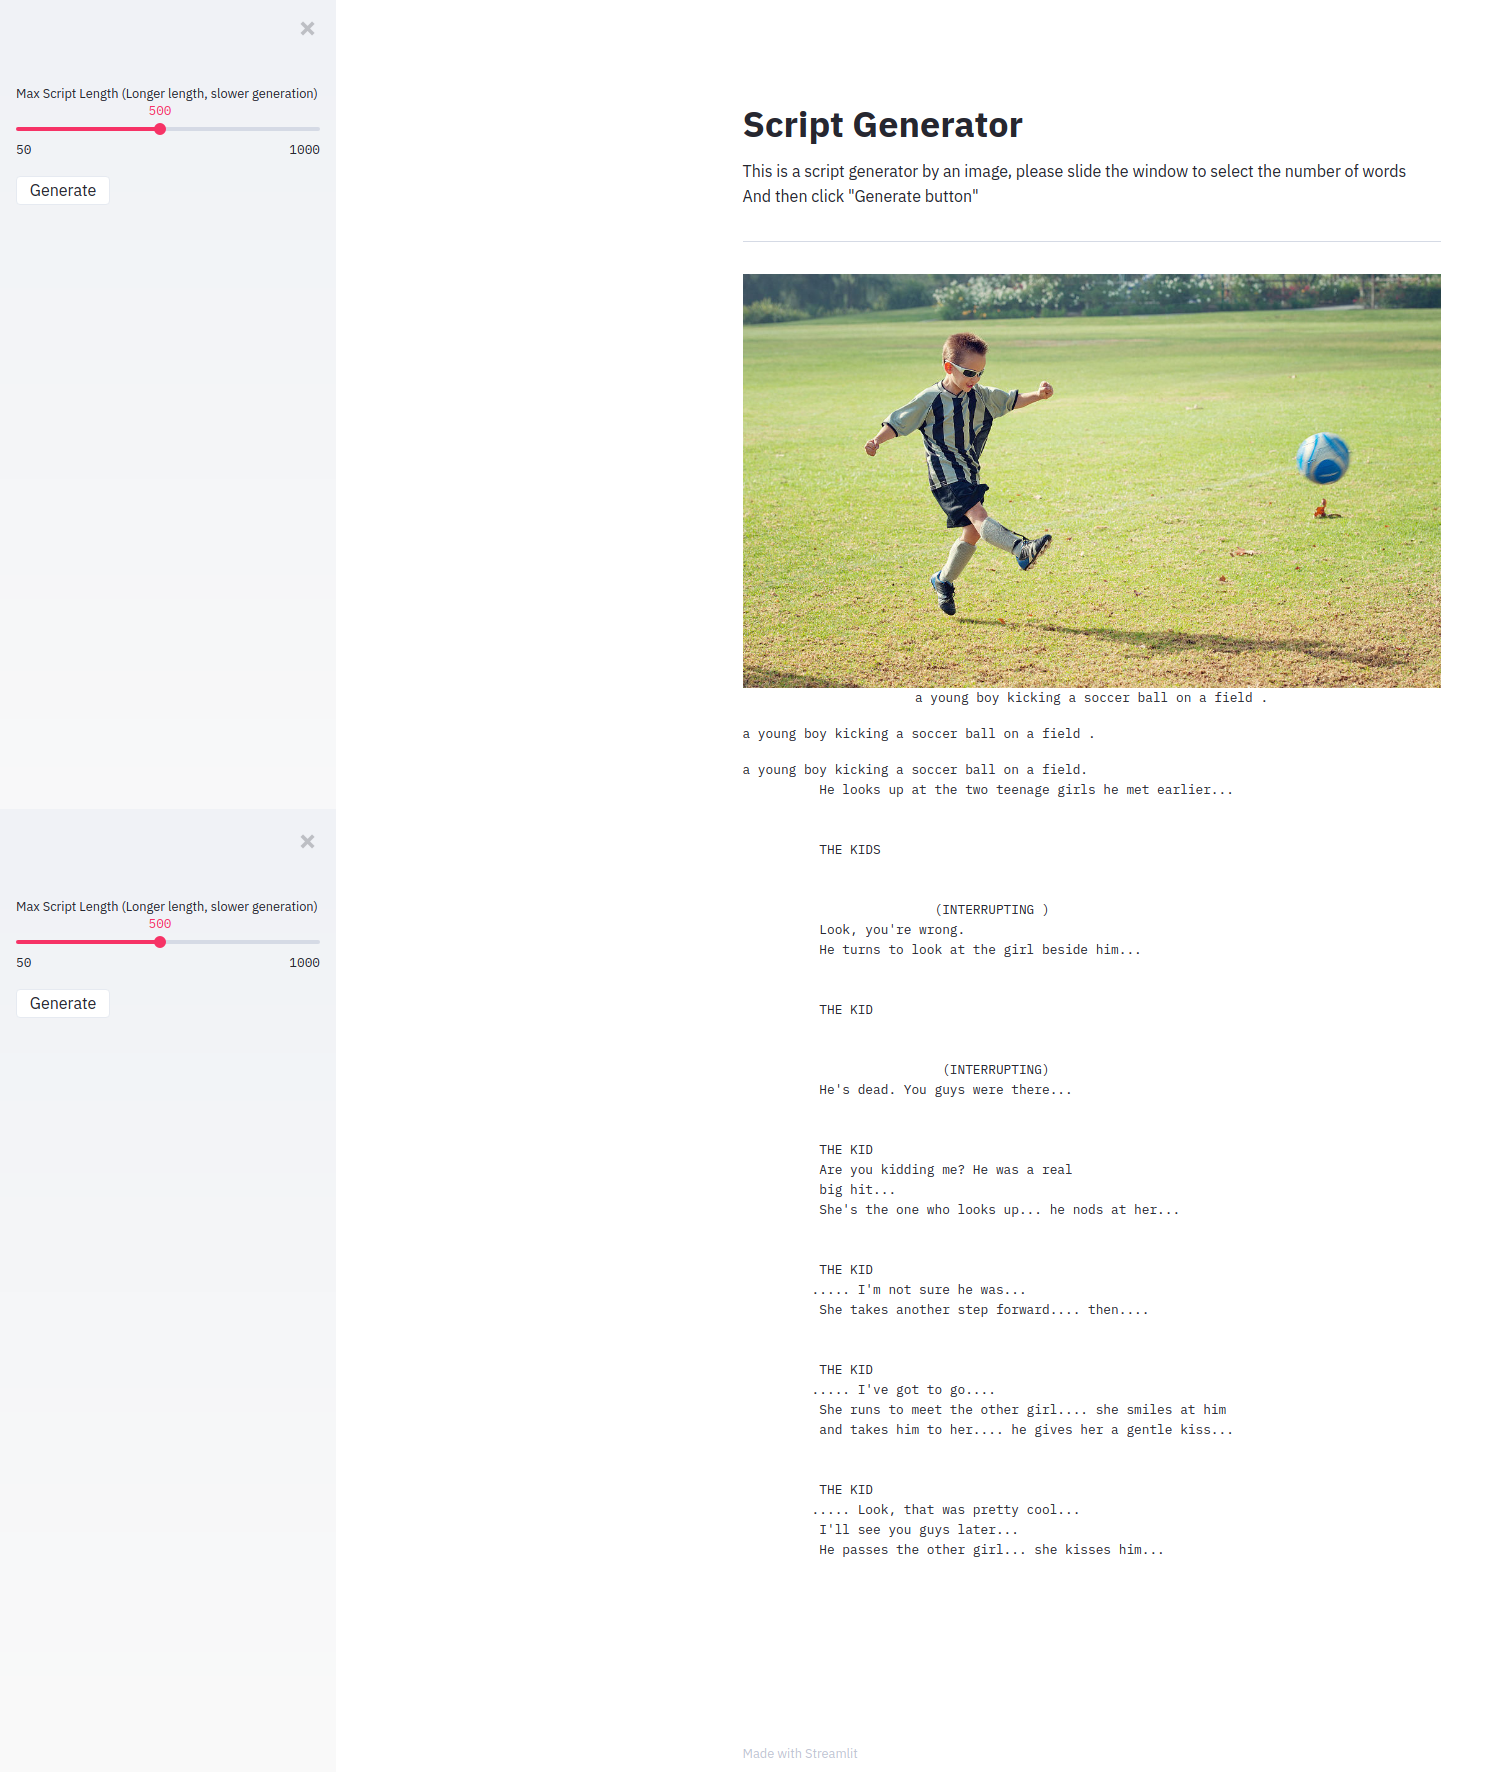 Max Script Length (Longer length, slower generation)
500
50 1000
Generate
Script Generator
This is a script generator by an image, please slide the window to select the number of words
And then click "Generate button"
a young boy kicking a soccer ball on a field .
a young boy kicking a soccer ball on a field .
a young boy kicking a soccer ball on a field.
He looks up at the two teenage girls he met earlier...
THE KIDS
(INTERRUPTING )
Look, you're wrong.
He turns to look at the girl beside him...
THE KID
(INTERRUPTING)
He's dead. You guys were there...
THE KID
Are you kidding me? He was a real
big hit...
She's the one who looks up... he nods at her...
THE KID
..... I'm not sure he was...
She takes another step forward.... then....
THE KID
..... I've got to go....
She runs to meet the other girl.... she smiles at him
and takes him to her.... he gives her a gentle kiss...
THE KID
..... Look, that was pretty cool...
I'll see you guys later...
He passes the other girl... she kisses him...
Max Script Length (Longer length, slower generation)
500
50 1000
Generate
Made with Streamlit